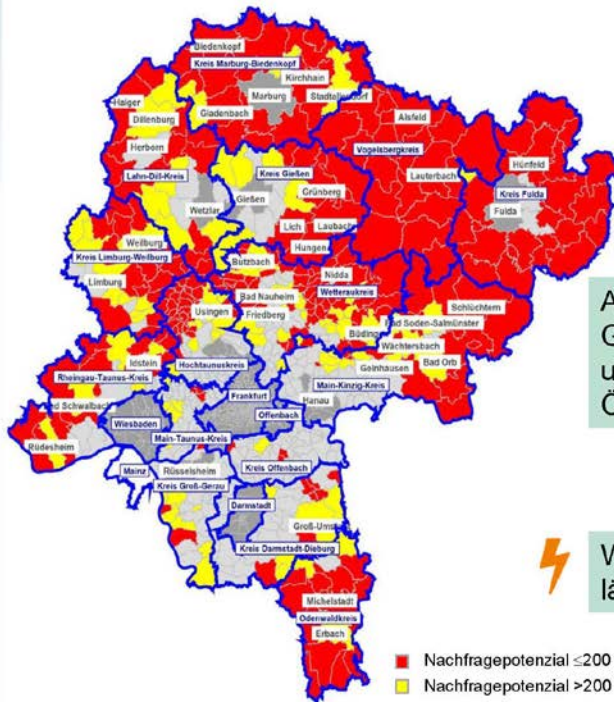 Biedenkopf
Kreis Marburg-Biedenkopf
Kirchhain
Marburg
Haiger
Gladenbach
Dillenburg
Alsfeld
Herborn
Kreis Gießen
Vogelsbergkreis
Hünfeld
Lahn-Dill-Kreis
Grünberg
Lauterbach
Kreis Fulda
Gießen
Wetzlar
Fulda
Lich
Laubach
Hungen
Weilburg
Butzbach
Kreis Limburg-Weilburg
Nidda
Limburg
Bad Nauheim
Wetteraukreis
Schlüchtern
Usingen
Friedberg
Bad Soden-Salmünster
Wächtersbach
Idstein
Hochtaunuskreis
Gelnhausen
Bad Orb
Rheingau-Taunus-Kreis
Main-Kinzig-Kreis
Frankfurt
Hanau
Bad Schwalbach
Wiesbaden
Offenbach
Rüdesheim
Main-Taunus-Kreis
Mainz
Rüsselsheim
Kreis Offenbach
Kreis Groß-Gerau
Darmstadt
Kreis Darmstadt-Dieburg
Michelstadt
Odenwaldkreis
Erbach
Nachfragepotenzial ≤200
Nachfragepotenzial >200